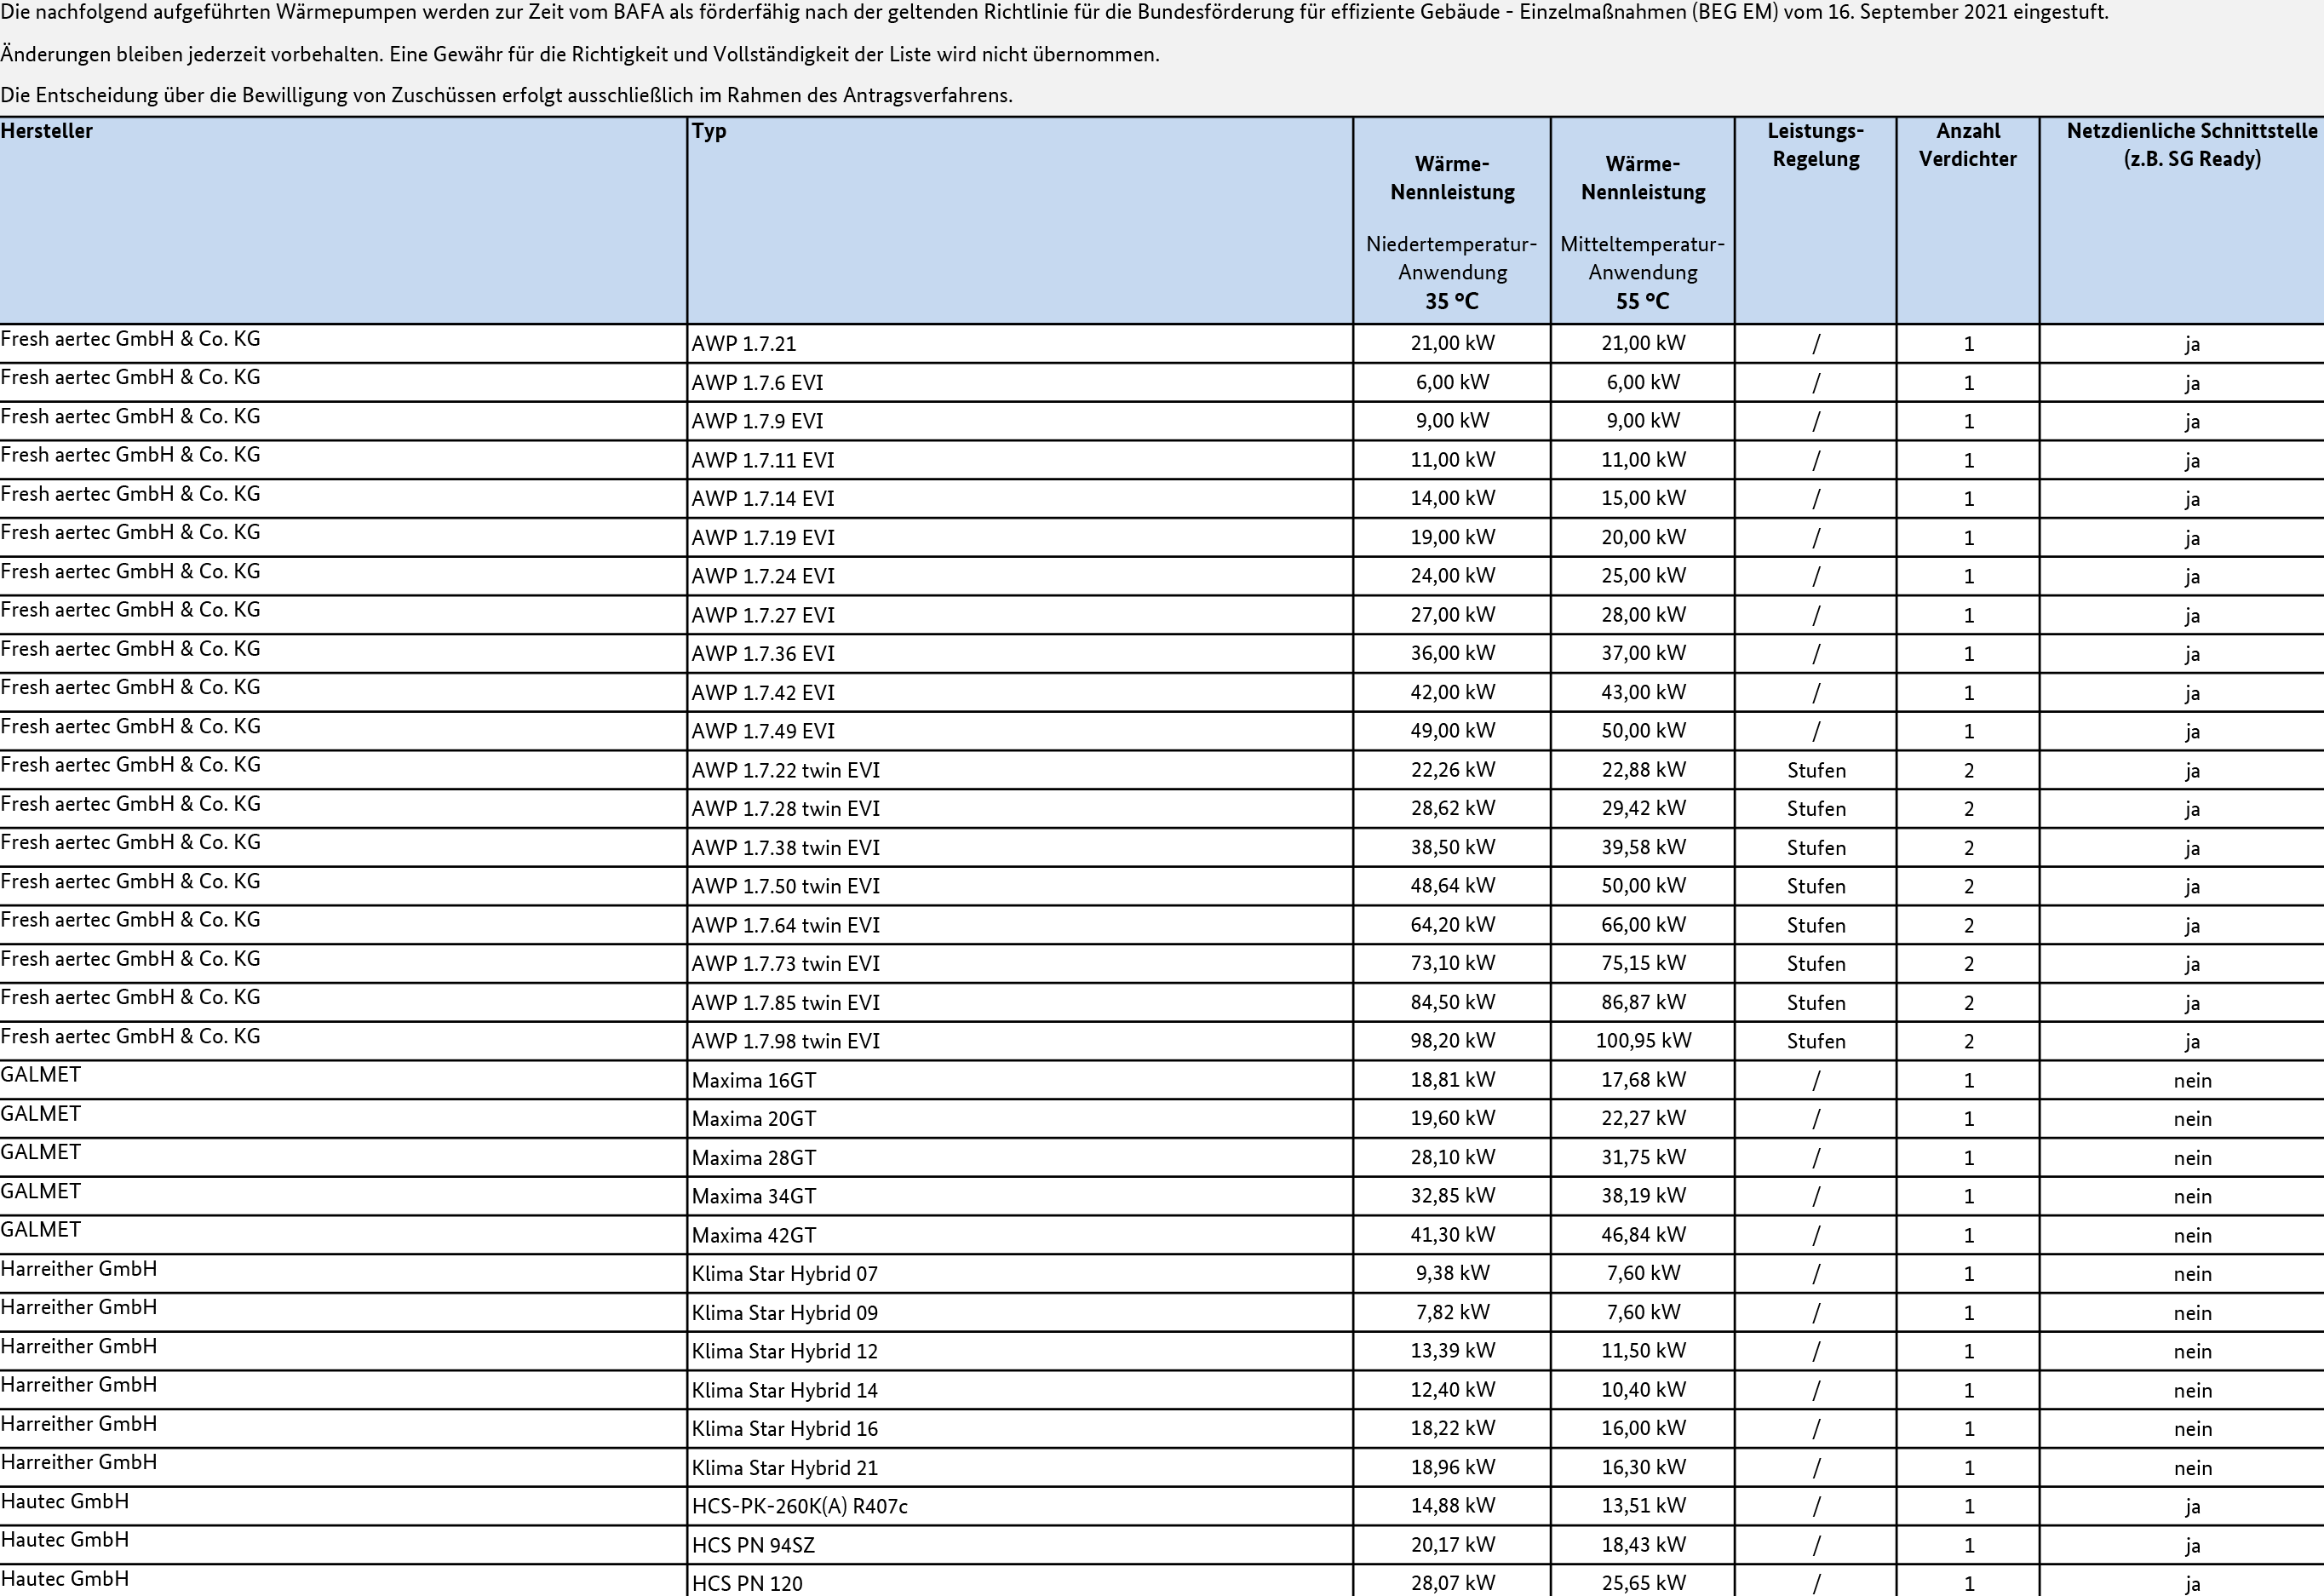 Die nachfolgend aufgeführten Wärmepumpen werden zur Zeit vom BAFA als förderfähig nach der geltenden Richtlinie für die Bundesförderung für effiziente Gebäude - Einzelmaßnahmen (BEG EM) vom 16. September 2021 eingestuft.
Änderungen bleiben jederzeit vorbehalten. Eine Gewähr für die Richtigkeit und Vollständigkeit der Liste wird nicht übernommen.
Die Entscheidung über die Bewilligung von Zuschüssen erfolgt ausschließlich im Rahmen des Antragsverfahrens.
Hersteller Typ Leistungs- Anzahl Netzdienliche Schnittstelle
Wärme- Wärme- Regelung Verdichter (z.B. SG Ready)
Nennleistung Nennleistung
Niedertemperatur- Mitteltemperatur-
Anwendung Anwendung
35 °C 55 °C
Fresh aertec GmbH & Co. KG AWP 1.7.21 21,00 kW 21,00 kW / 1 ja
Fresh aertec GmbH & Co. KG AWP 1.7.6 EVI 6,00 kW 6,00 kW / 1 ja
Fresh aertec GmbH & Co. KG AWP 1.7.9 EVI 9,00 kW 9,00 kW / 1 ja
Fresh aertec GmbH & Co. KG AWP 1.7.11 EVI 11,00 kW 11,00 kW / 1 ja
Fresh aertec GmbH & Co. KG AWP 1.7.14 EVI 14,00 kW 15,00 kW / 1 ja
Fresh aertec GmbH & Co. KG AWP 1.7.19 EVI 19,00 kW 20,00 kW / 1 ja
Fresh aertec GmbH & Co. KG AWP 1.7.24 EVI 24,00 kW 25,00 kW / 1 ja
Fresh aertec GmbH & Co. KG AWP 1.7.27 EVI 27,00 kW 28,00 kW / 1 ja
Fresh aertec GmbH & Co. KG AWP 1.7.36 EVI 36,00 kW 37,00 kW / 1 ja
Fresh aertec GmbH & Co. KG AWP 1.7.42 EVI 42,00 kW 43,00 kW / 1 ja
Fresh aertec GmbH & Co. KG AWP 1.7.49 EVI 49,00 kW 50,00 kW / 1 ja
Fresh aertec GmbH & Co. KG AWP 1.7.22 twin EVI 22,26 kW 22,88 kW Stufen 2 ja
Fresh aertec GmbH & Co. KG AWP 1.7.28 twin EVI 28,62 kW 29,42 kW Stufen 2 ja
Fresh aertec GmbH & Co. KG AWP 1.7.38 twin EVI 38,50 kW 39,58 kW Stufen 2 ja
Fresh aertec GmbH & Co. KG AWP 1.7.50 twin EVI 48,64 kW 50,00 kW Stufen 2 ja
Fresh aertec GmbH & Co. KG AWP 1.7.64 twin EVI 64,20 kW 66,00 kW Stufen 2 ja
Fresh aertec GmbH & Co. KG AWP 1.7.73 twin EVI 73,10 kW 75,15 kW Stufen 2 ja
Fresh aertec GmbH & Co. KG AWP 1.7.85 twin EVI 84,50 kW 86,87 kW Stufen 2 ja
Fresh aertec GmbH & Co. KG AWP 1.7.98 twin EVI 98,20 kW 100,95 kW Stufen 2 ja
GALMET Maxima 16GT 18,81 kW 17,68 kW / 1 nein
GALMET Maxima 20GT 19,60 kW 22,27 kW / 1 nein
GALMET Maxima 28GT 28,10 kW 31,75 kW / 1 nein
GALMET Maxima 34GT 32,85 kW 38,19 kW / 1 nein
GALMET Maxima 42GT 41,30 kW 46,84 kW / 1 nein
Harreither GmbH Klima Star Hybrid 07 9,38 kW 7,60 kW / 1 nein
Harreither GmbH Klima Star Hybrid 09 7,82 kW 7,60 kW / 1 nein
Harreither GmbH Klima Star Hybrid 12 13,39 kW 11,50 kW / 1 nein
Harreither GmbH Klima Star Hybrid 14 12,40 kW 10,40 kW / 1 nein
Harreither GmbH Klima Star Hybrid 16 18,22 kW 16,00 kW / 1 nein
Harreither GmbH Klima Star Hybrid 21 18,96 kW 16,30 kW / 1 nein
Hautec GmbH HCS-PK-260K(A) R407c 14,88 kW 13,51 kW / 1 ja
Hautec GmbH HCS PN 94SZ 20,17 kW 18,43 kW / 1 ja
Hautec GmbH HCS PN 120 28,07 kW 25,65 kW / 1 ja